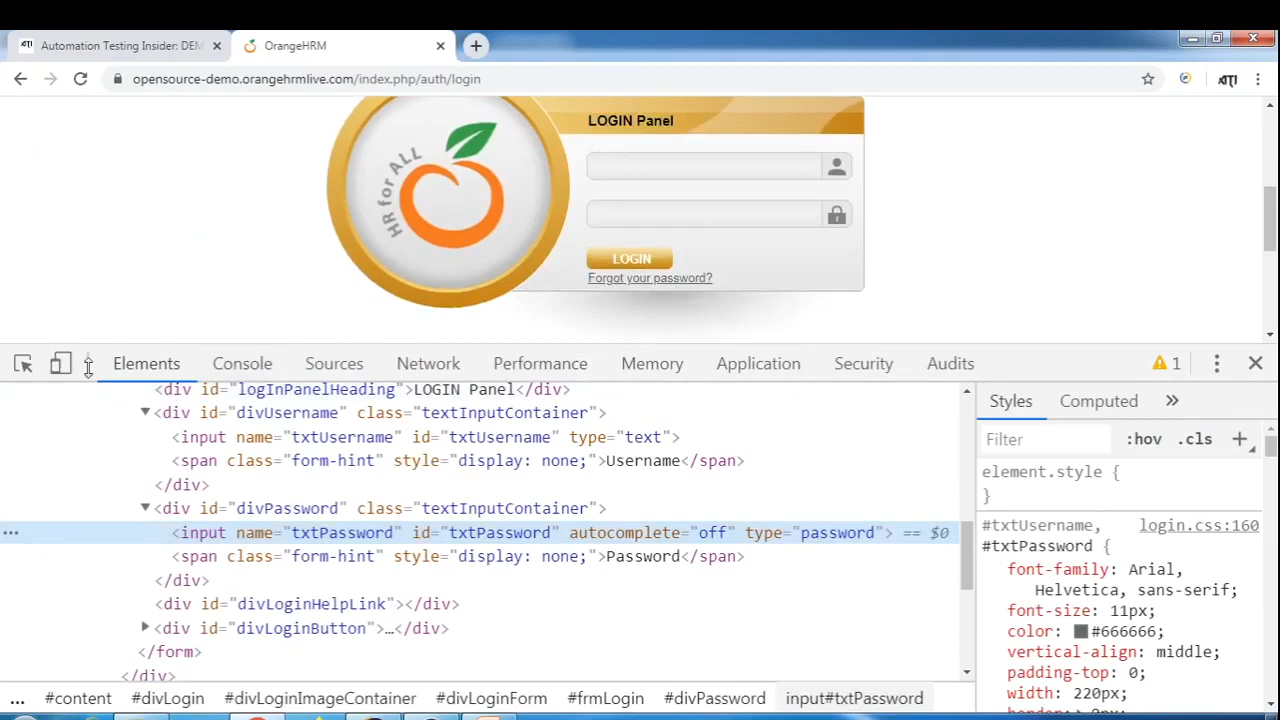 ATI Automation Testing Insider: DEM
OrangeHRM
opensource-demo.orangehrmlive.com/index.php/auth/login
ATI
HR for ALL
LOGIN Panel
LOGIN
Forgot your password?
Elements Console Sources Network Performance Memory Application Security Audits 1
<div id="logInPanelHeading">LOGIN Panel</div>
<div id="divUsername" class="textInputContainer">
<input name="txtUsername" id="txtUsername" type="text">
<span class="form-hint" style="display: none;">Username</span>
</div>
<div id="divPassword" class="textInputContainer">
<input name="txtPassword" id="txtPassword" autocomplete="off" type="password"> == $0
<span class="form-hint" style="display: none;">Password</span>
</div>
<div id="divLoginHelpLink"></div>
<div id="divLoginButton">…</div>
</form>
</div>
... #content #divLogin #divLoginImageContainer #divLoginForm #frmLogin #divPassword input#txtPassword
Styles Computed »
Filter :hov .cls +
element.style {
}
#txtUsername, login.css:160
#txtPassword {
font-family: Arial,
Helvetica, sans-serif;
font-size: 11px;
color: #666666;
vertical-align: middle;
padding-top: 0;
width: 220px;